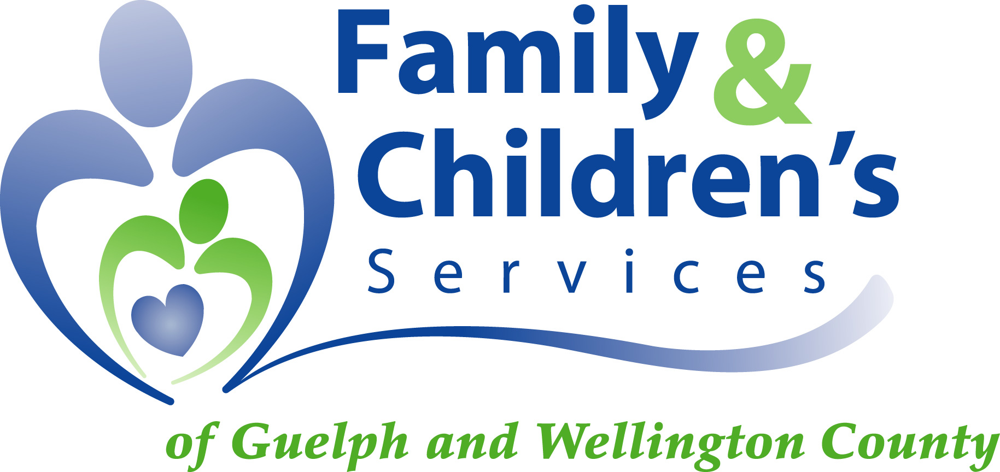 Family &
Children’s
Services
of Guelph and Wellington County